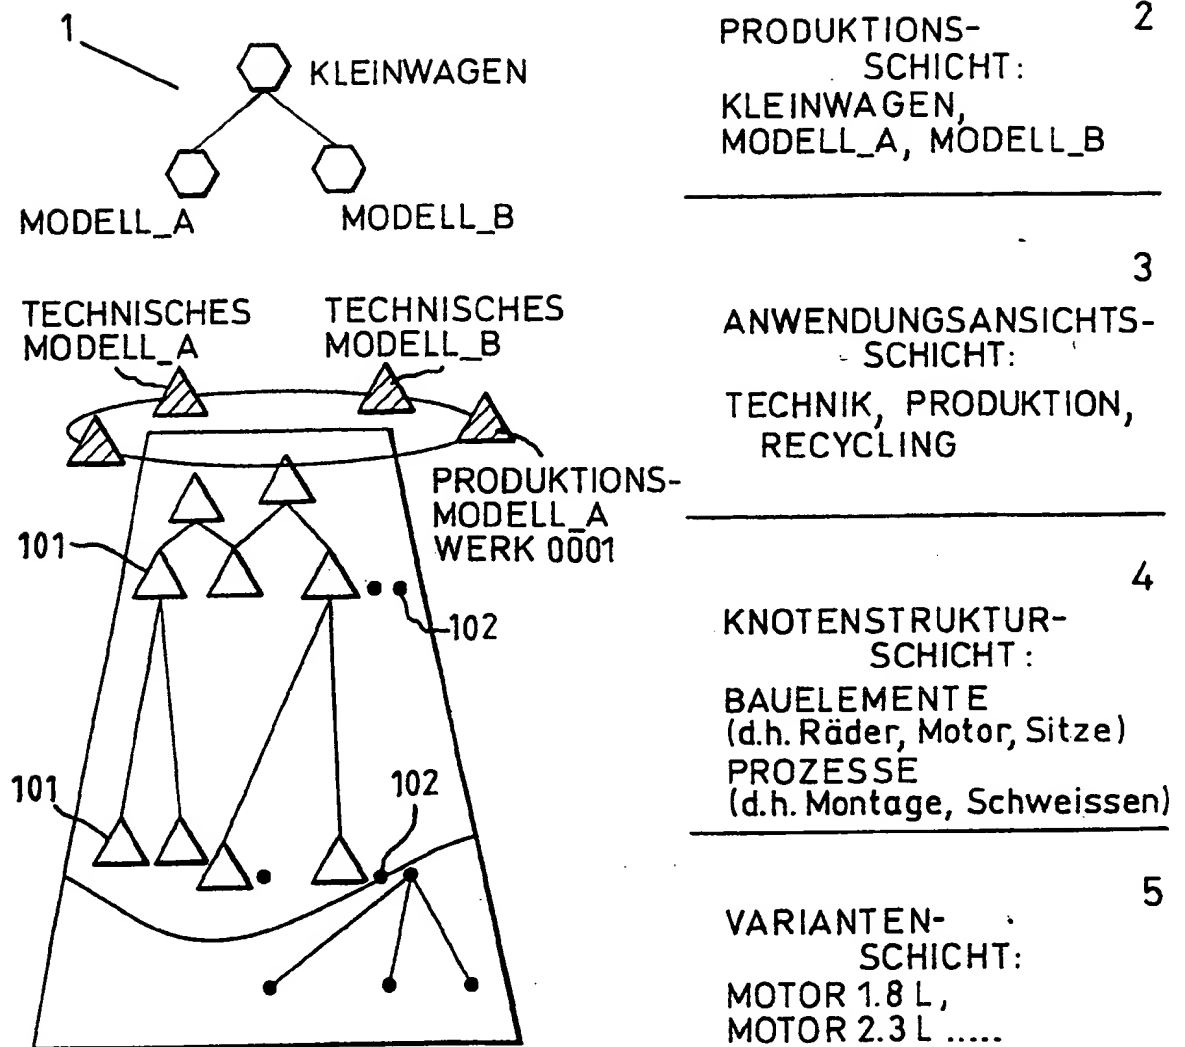 1
KLEINWAGEN
MODELL_A
MODELL_B
2
PRODUKTIONS-
SCHICHT:
KLEINWAGEN,
MODELL_A, MODELL_B
TECHNISCHES
MODELL_A
TECHNISCHES
MODELL_B
PRODUKTIONS-
MODELL_A
WERK 0001
3
ANWENDUNGSANSICHTS-
SCHICHT:
TECHNIK, PRODUKTION,
RECYCLING
101
102
101
102
4
KNOTENSTRUKTUR-
SCHICHT:
BAUELEMENTE
(d.h. Räder, Motor, Sitze)
PROZESSE
(d.h. Montage, Schweissen)
5
VARIANTEN-
SCHICHT:
MOTOR 1.8 L,
MOTOR 2.3 L .....